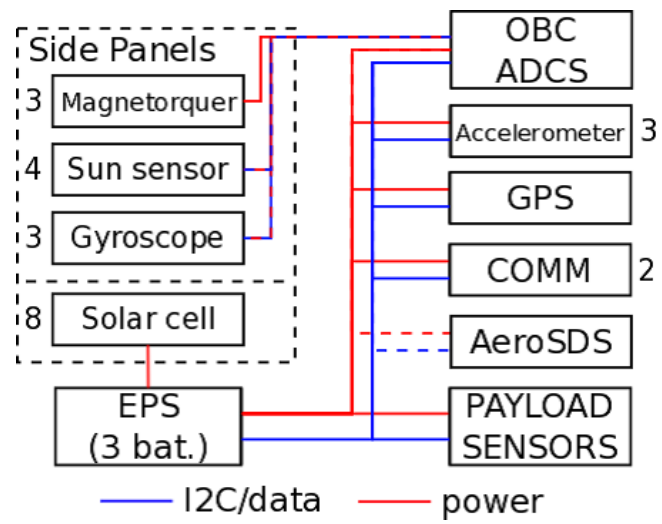 Side Panels
3 Magnetorquer
4 Sun sensor
3 Gyroscope
8 Solar cell
EPS
(3 bat.)
OBC
ADCS
Accelerometer 3
GPS
COMM 2
AeroSDS
PAYLOAD
SENSORS
I2C/data
power